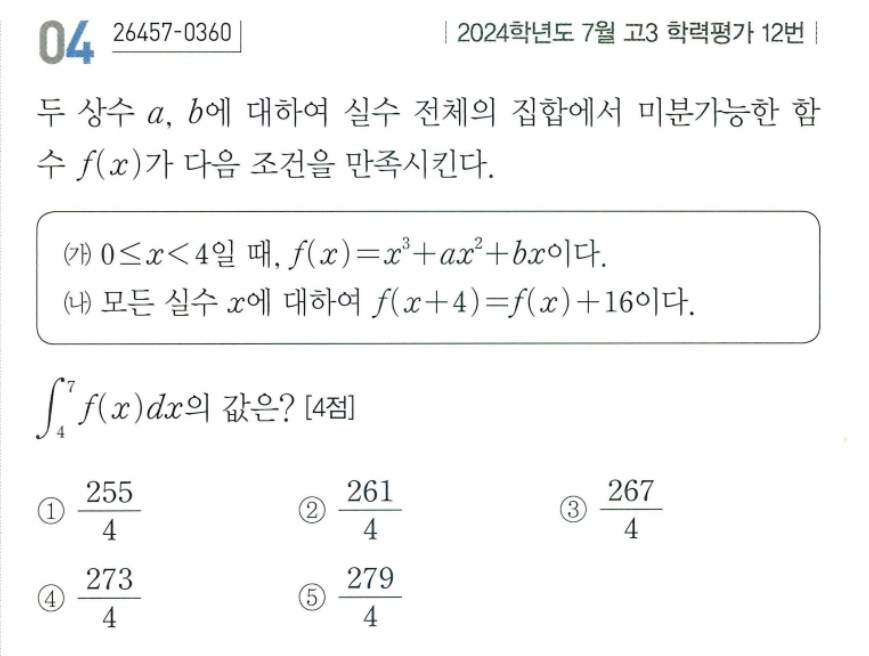 04 26457-0360 | 2024학년도 7월 고3 학력평가 12번 |
두 상수 a, b에 대하여 실수 전체의 집합에서 미분가능한 함
수 f(x)가 다음 조건을 만족시킨다.
㈎ 0≤x<4일 때, f(x)=x³+ax²+bx이다.
㈏ 모든 실수 x에 대하여 f(x+4)=f(x)+16이다.
∫₄⁷ f(x)dx의 값은? [4점]
① 255/4 ② 261/4 ③ 267/4
④ 273/4 ⑤ 279/4